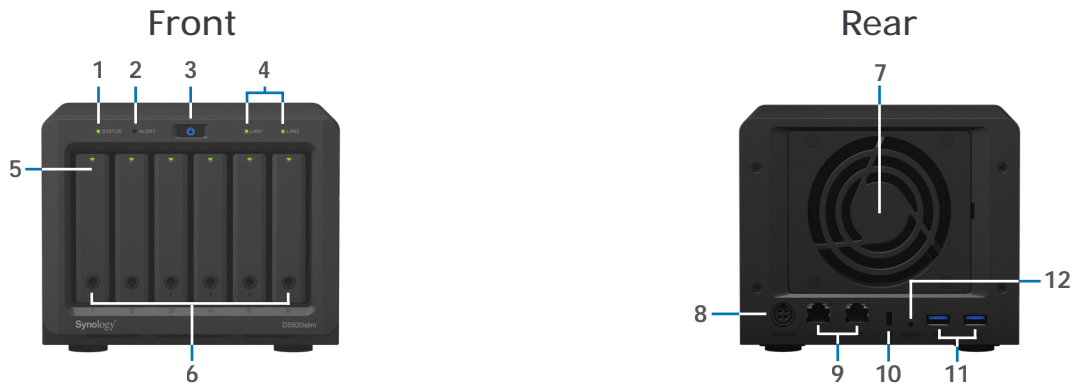 Front
Rear
1 2 3 4
7
STATUS ALERT LAN1 LAN2
5
12
8
Synology DS620slim
6
9 10 11